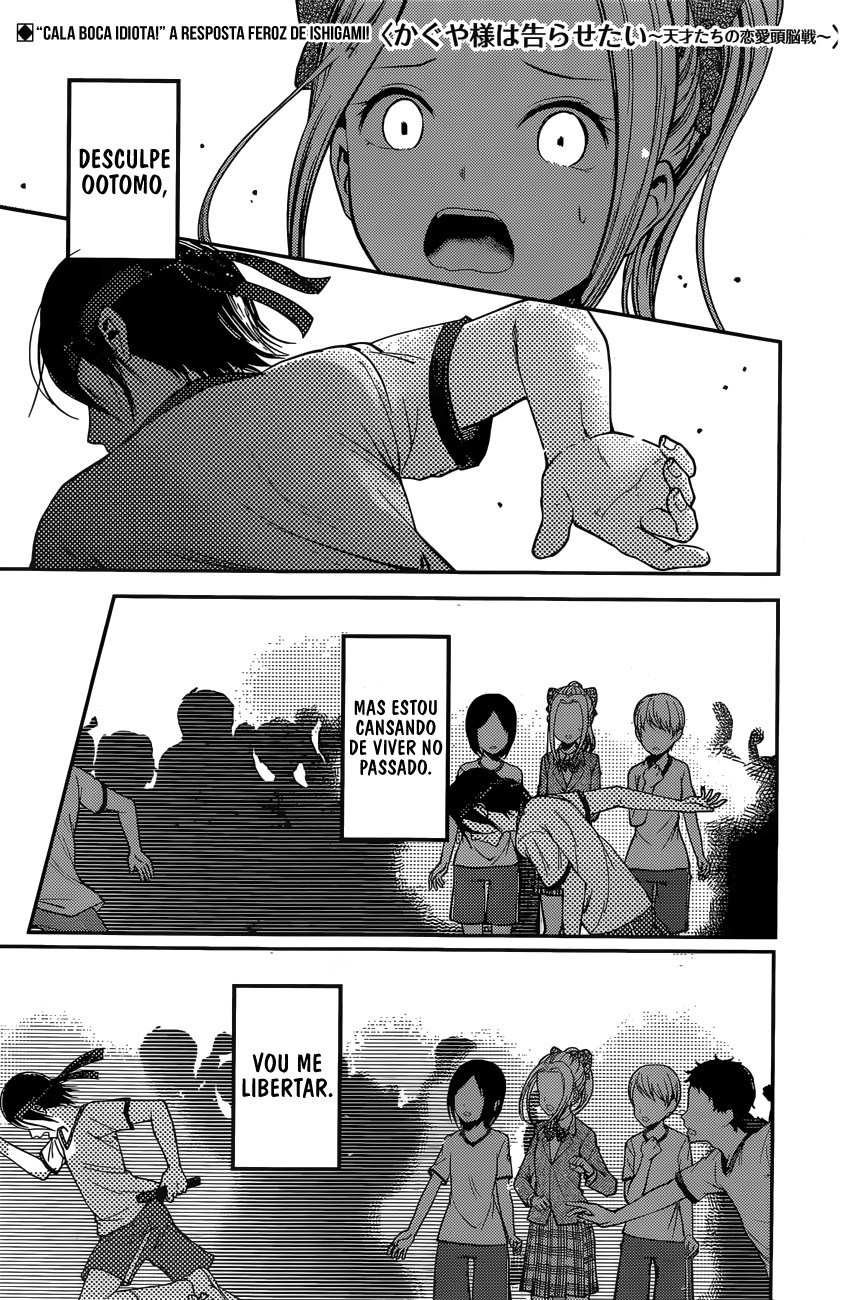 "CALA BOCA IDIOTA!" A RESPOSTA FEROZ DE ISHIGAMI!
〈かぐや様は告らせたい～天才たちの恋愛頭脳戦～〉
DESCULPE
OOTOMO,
MAS ESTOU
CANSANDO
DE VIVER NO
PASSADO.
VOU ME
LIBERTAR.